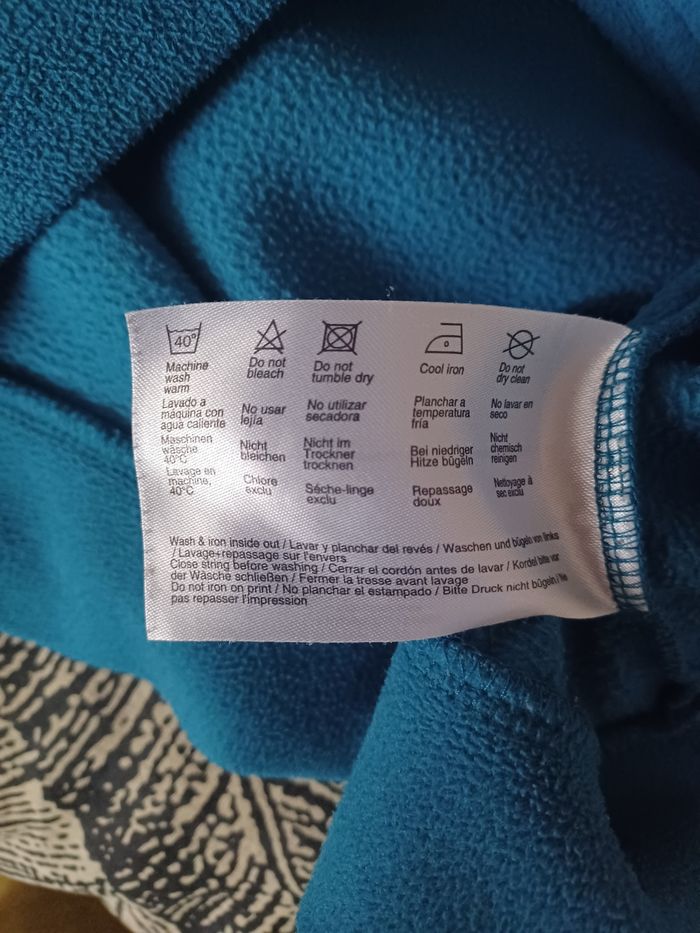 40°
Machine
wash
warm
Lavado a
máquina con
agua caliente
Maschinen
wäsche
40°C
Lavage en
machine,
40°C
Do not
bleach
No usar
lejía
Nicht
bleichen
Chlore
exclu
Do not
tumble dry
No utilizar
secadora
Nicht im
Trockner
trocknen
Séche-linge
exclu
o
Cool iron
Planchar a
temperatura
fría
Bei niedriger
Hitze bügeln
Repassage
doux
Do not
dry clean
No lavar en
seco
Nicht
chemisch
reinigen
Nettoyage à
sec exclu
Wash & iron inside out / Lavar y planchar del revés / Waschen und bügeln von links
/ Lavage+repassage sur l'envers
Close string before washing / Cerrar el cordón antes de lavar / Kordel bitte vor
der Wäsche schließen / Fermer la tresse avant lavage
Do not iron on print / No planchar el estampado / Bitte Druck nicht bügeln / Ne
pas repasser l'impression